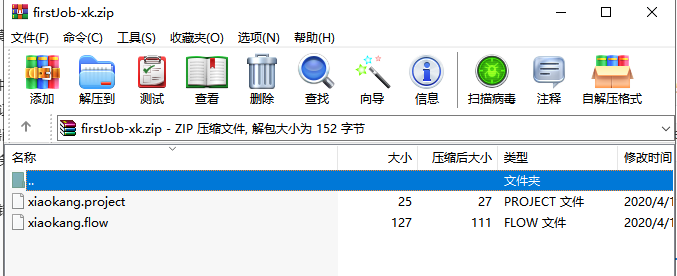 firstJob-xk.zip
文件(F) 命令(C) 工具(S) 收藏夹(O) 选项(N) 帮助(H)
添加 解压到 测试 查看 删除 查找 向导 信息 扫描病毒 注释 自解压格式
firstJob-xk.zip - ZIP 压缩文件, 解包大小为 152 字节
名称 大小 压缩后大小 类型 修改时间
.. 文件夹
xiaokang.project 25 27 PROJECT 文件 2020/4/1
xiaokang.flow 127 111 FLOW 文件 2020/4/1